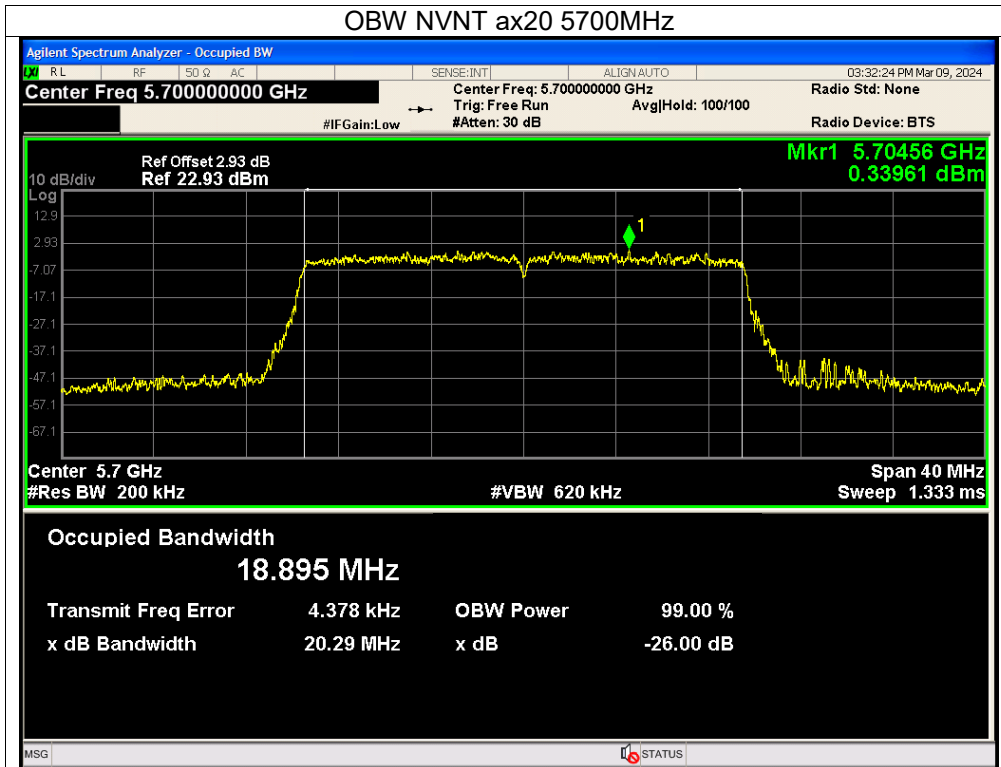 OBW NVNT ax20 5700MHz
Agilent Spectrum Analyzer - Occupied BW
LXI RL RF 50 Ω AC SENSE:INT ALIGN AUTO 03:32:24 PM Mar 09, 2024
Center Freq 5.700000000 GHz Center Freq: 5.700000000 GHz Radio Std: None
Trig: Free Run Avg|Hold: 100/100
#IFGain:Low #Atten: 30 dB Radio Device: BTS
Mkr1 5.70456 GHz
0.33961 dBm
Ref Offset 2.93 dB
10 dB/div Ref 22.93 dBm
Log
12.9
2.93
-7.07
-17.1
-27.1
-37.1
-47.1
-57.1
-67.1
1
Center 5.7 GHz Span 40 MHz
#Res BW 200 kHz #VBW 620 kHz Sweep 1.333 ms
Occupied Bandwidth
18.895 MHz
Transmit Freq Error 4.378 kHz OBW Power 99.00 %
x dB Bandwidth 20.29 MHz x dB -26.00 dB
MSG STATUS